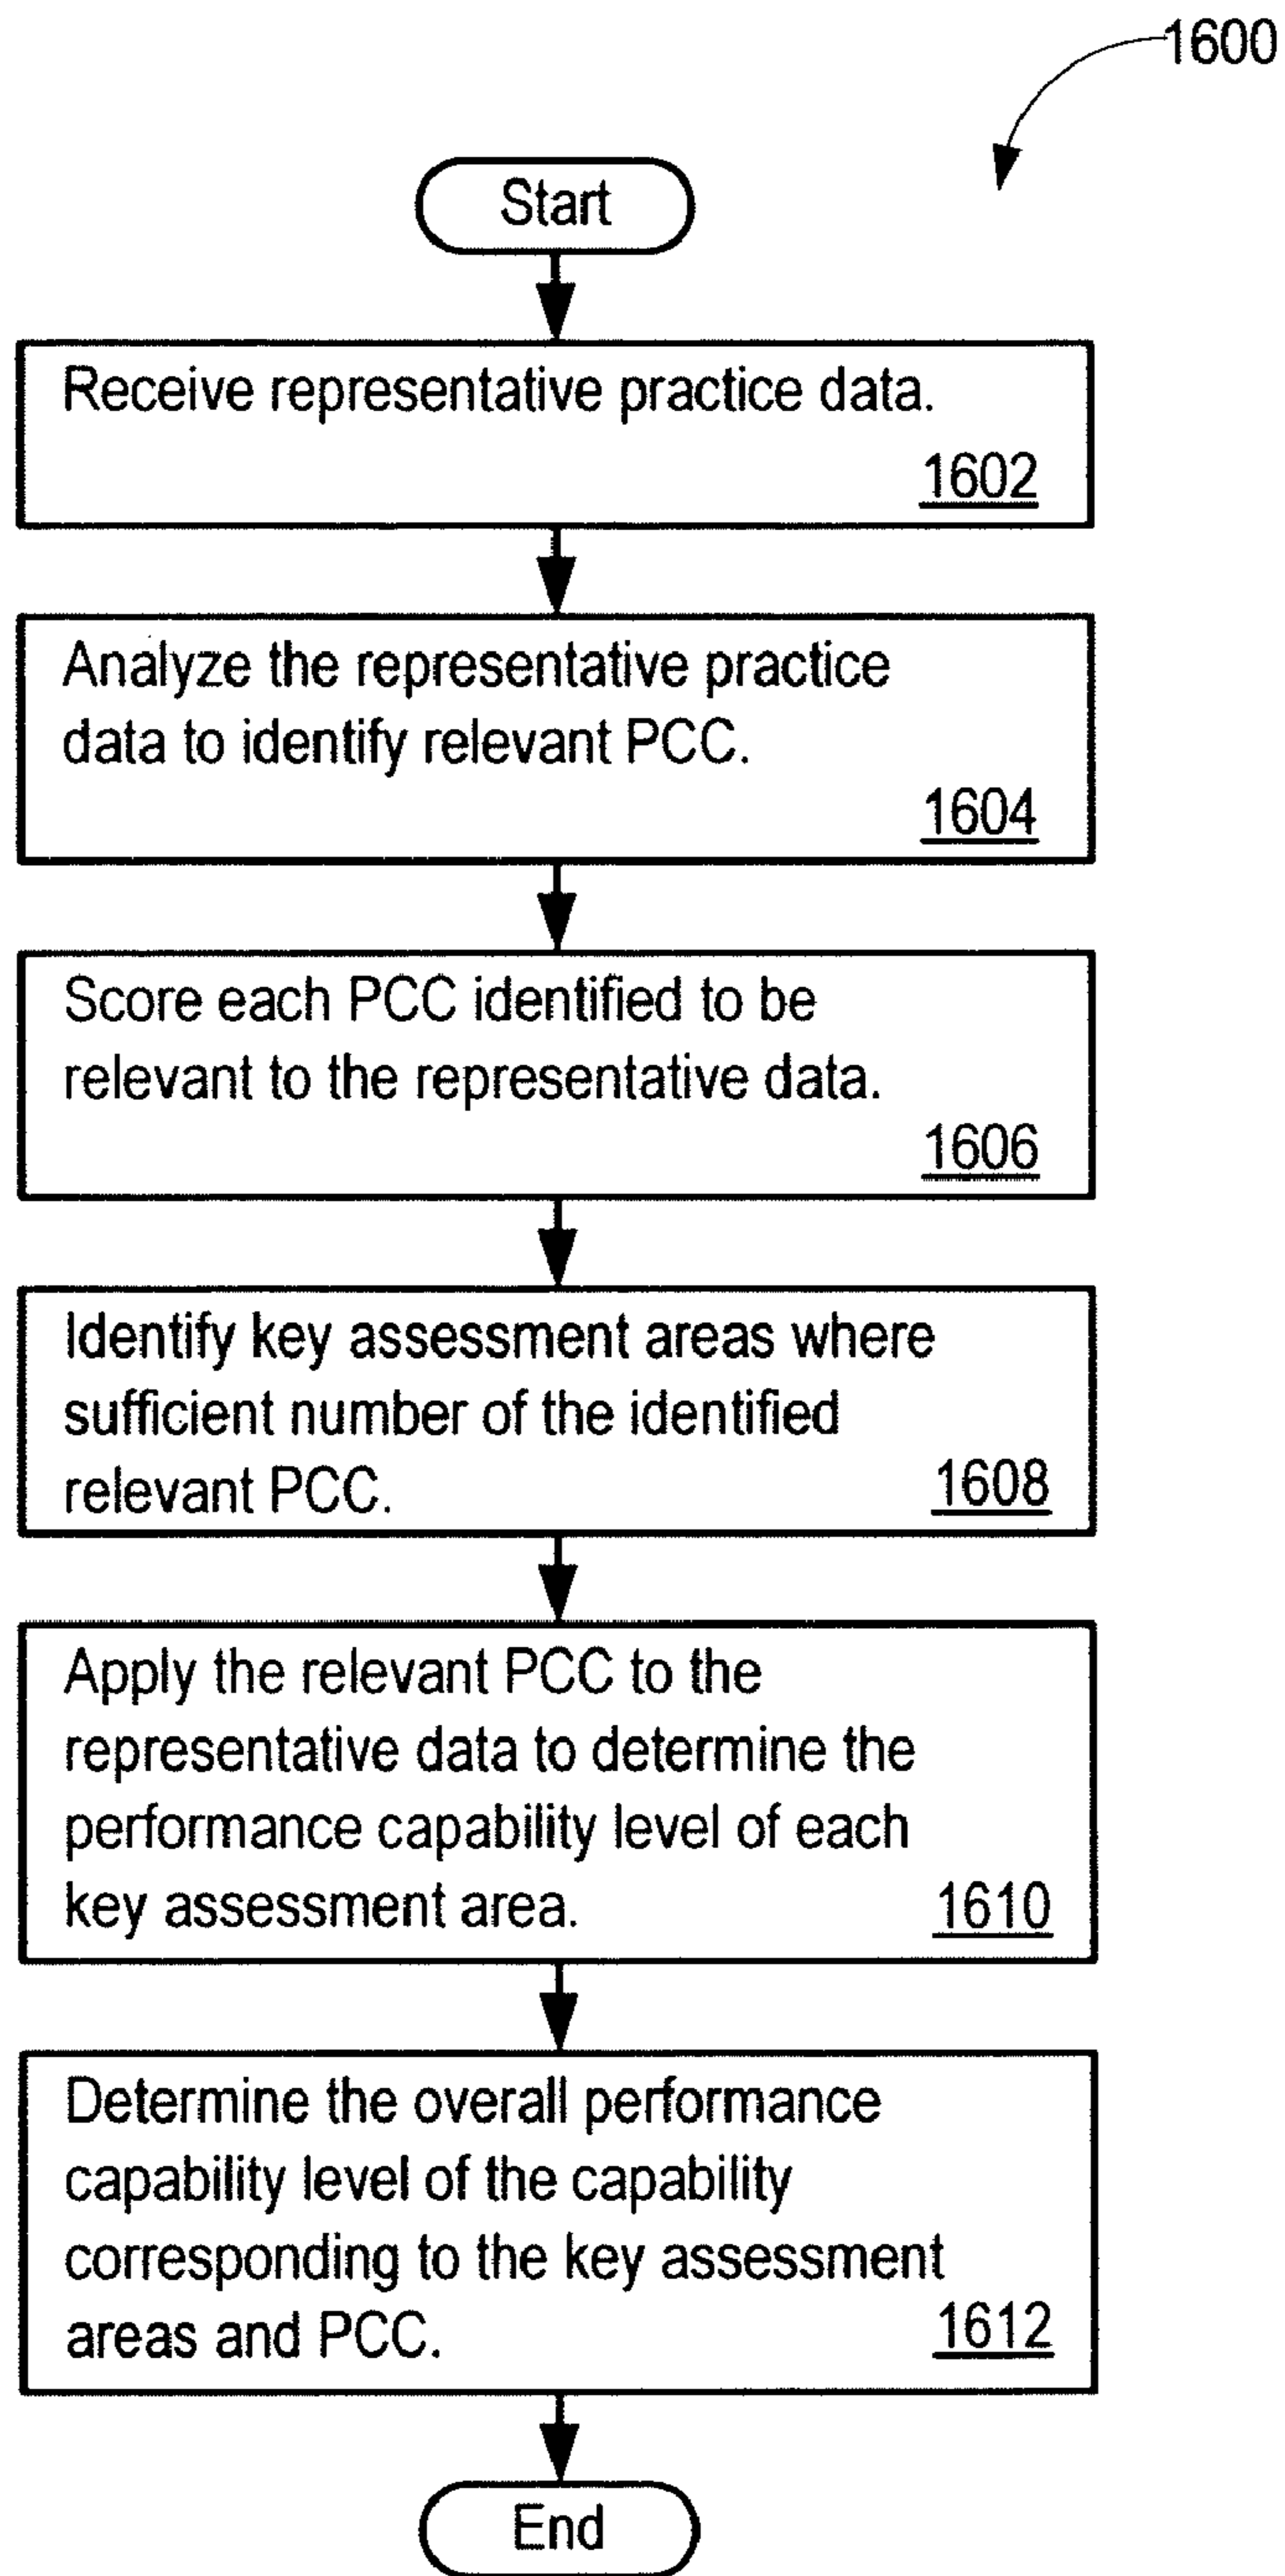 1600
Start
Receive representative practice data.
1602
Analyze the representative practice
data to identify relevant PCC.
1604
Score each PCC identified to be
relevant to the representative data.
1606
Identify key assessment areas where
sufficient number of the identified
relevant PCC.
1608
Apply the relevant PCC to the
representative data to determine the
performance capability level of each
key assessment area.
1610
Determine the overall performance
capability level of the capability
corresponding to the key assessment
areas and PCC.
1612
End